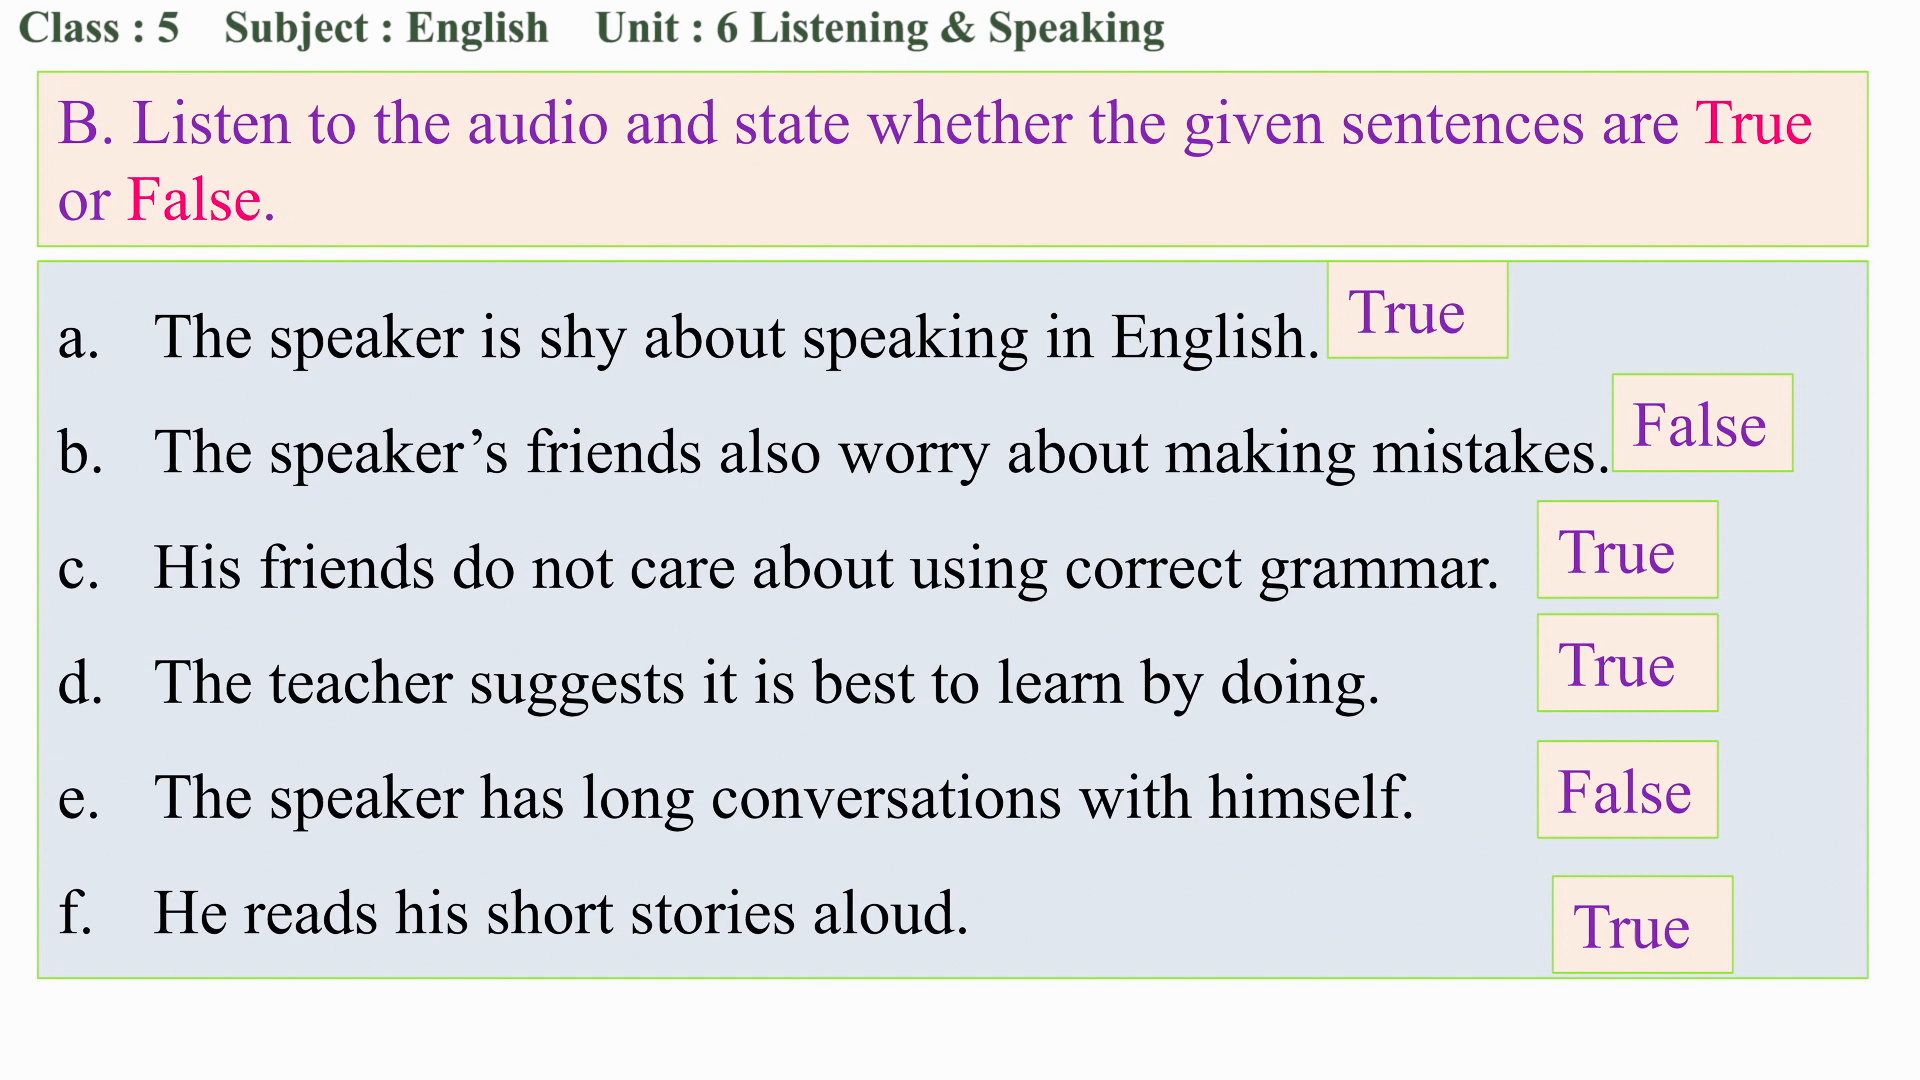 Class : 5 Subject : English Unit : 6 Listening & Speaking
B. Listen to the audio and state whether the given sentences are True
or False.
a. The speaker is shy about speaking in English. True
b. The speaker’s friends also worry about making mistakes. False
c. His friends do not care about using correct grammar. True
d. The teacher suggests it is best to learn by doing. True
e. The speaker has long conversations with himself. False
f. He reads his short stories aloud. True